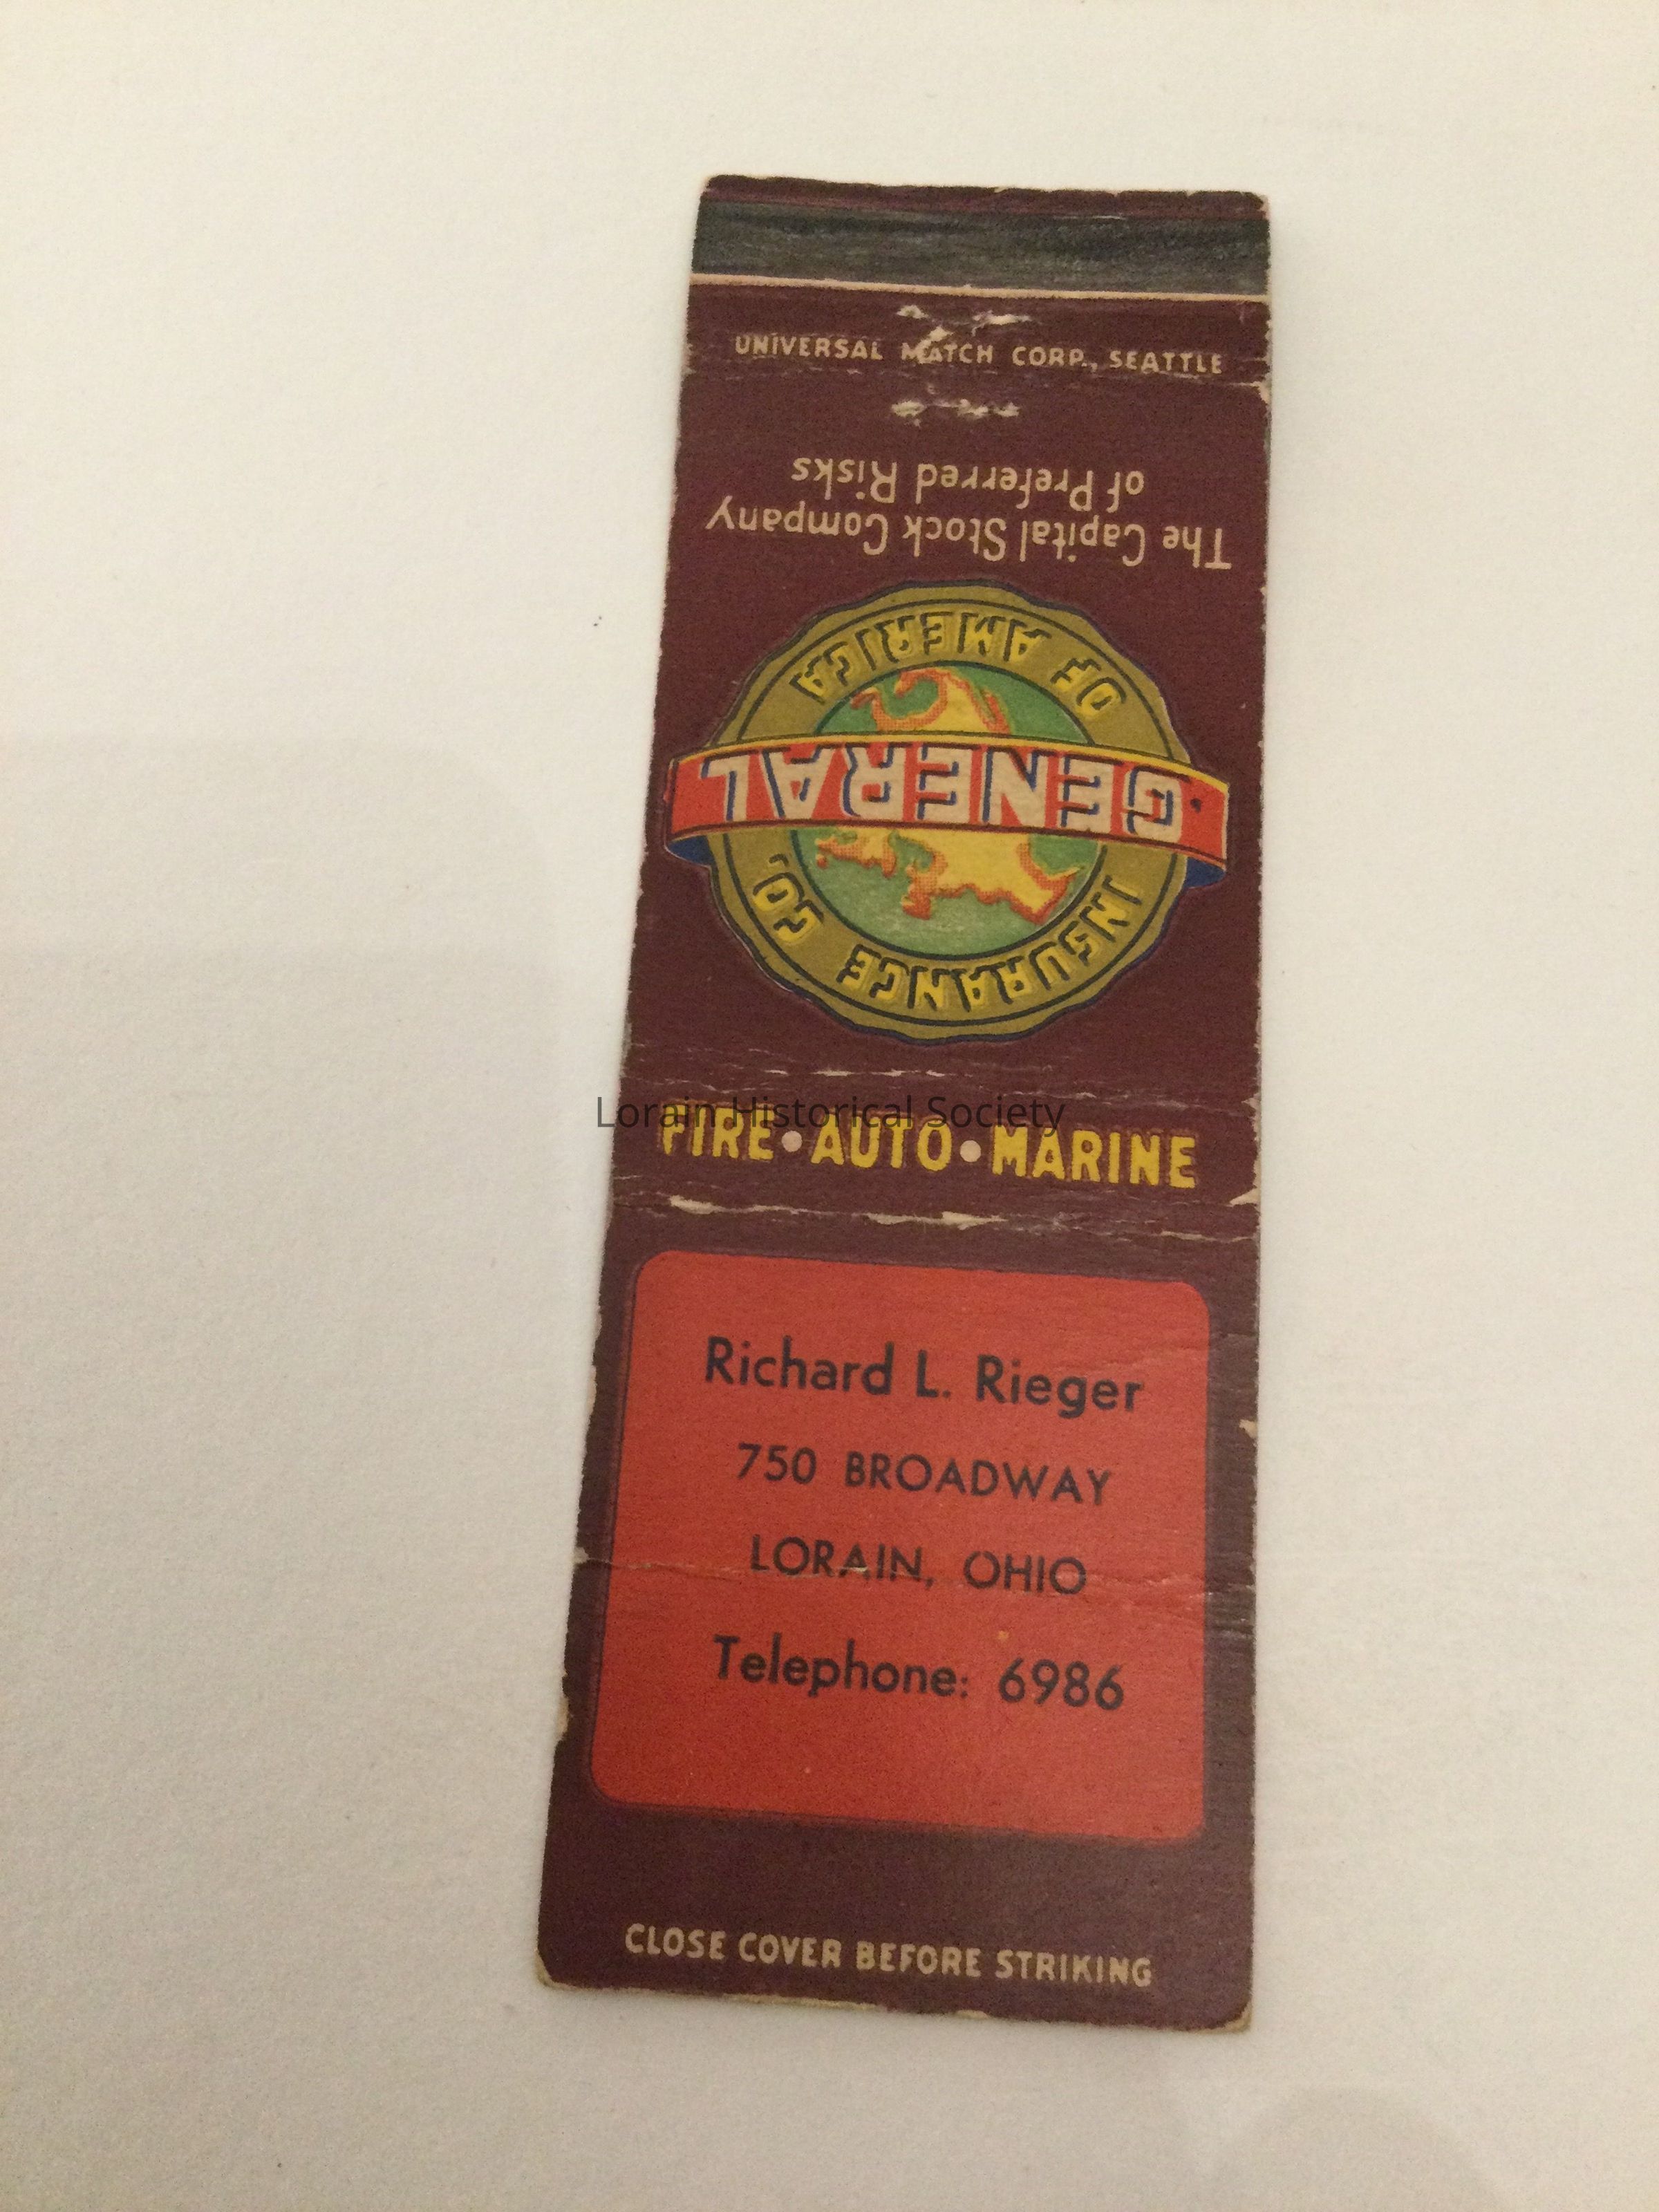 UNIVERSAL MATCH CORP., SEATTLE
The Capital Stock Company
of Preferred Risks
INSURANCE CO.
GENERAL
OF AMERICA
FIRE • AUTO • MARINE
Lorain Historical Society
Richard L. Rieger
750 BROADWAY
LORAIN, OHIO
Telephone: 6986
CLOSE COVER BEFORE STRIKING